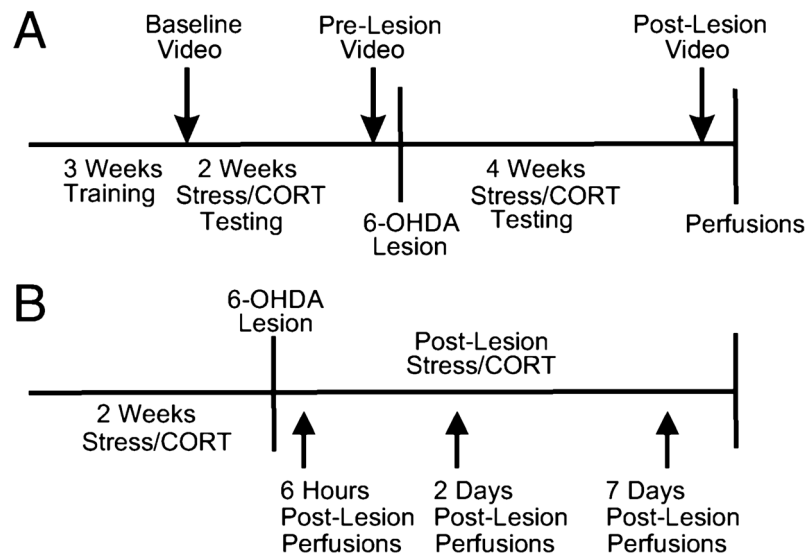 A
Baseline
Video
Pre-Lesion
Video
Post-Lesion
Video
3 Weeks
Training
2 Weeks
Stress/CORT
Testing
6-OHDA
Lesion
4 Weeks
Stress/CORT
Testing
Perfusions
B
6-OHDA
Lesion
Post-Lesion
Stress/CORT
2 Weeks
Stress/CORT
6 Hours
Post-Lesion
Perfusions
2 Days
Post-Lesion
Perfusions
7 Days
Post-Lesion
Perfusions